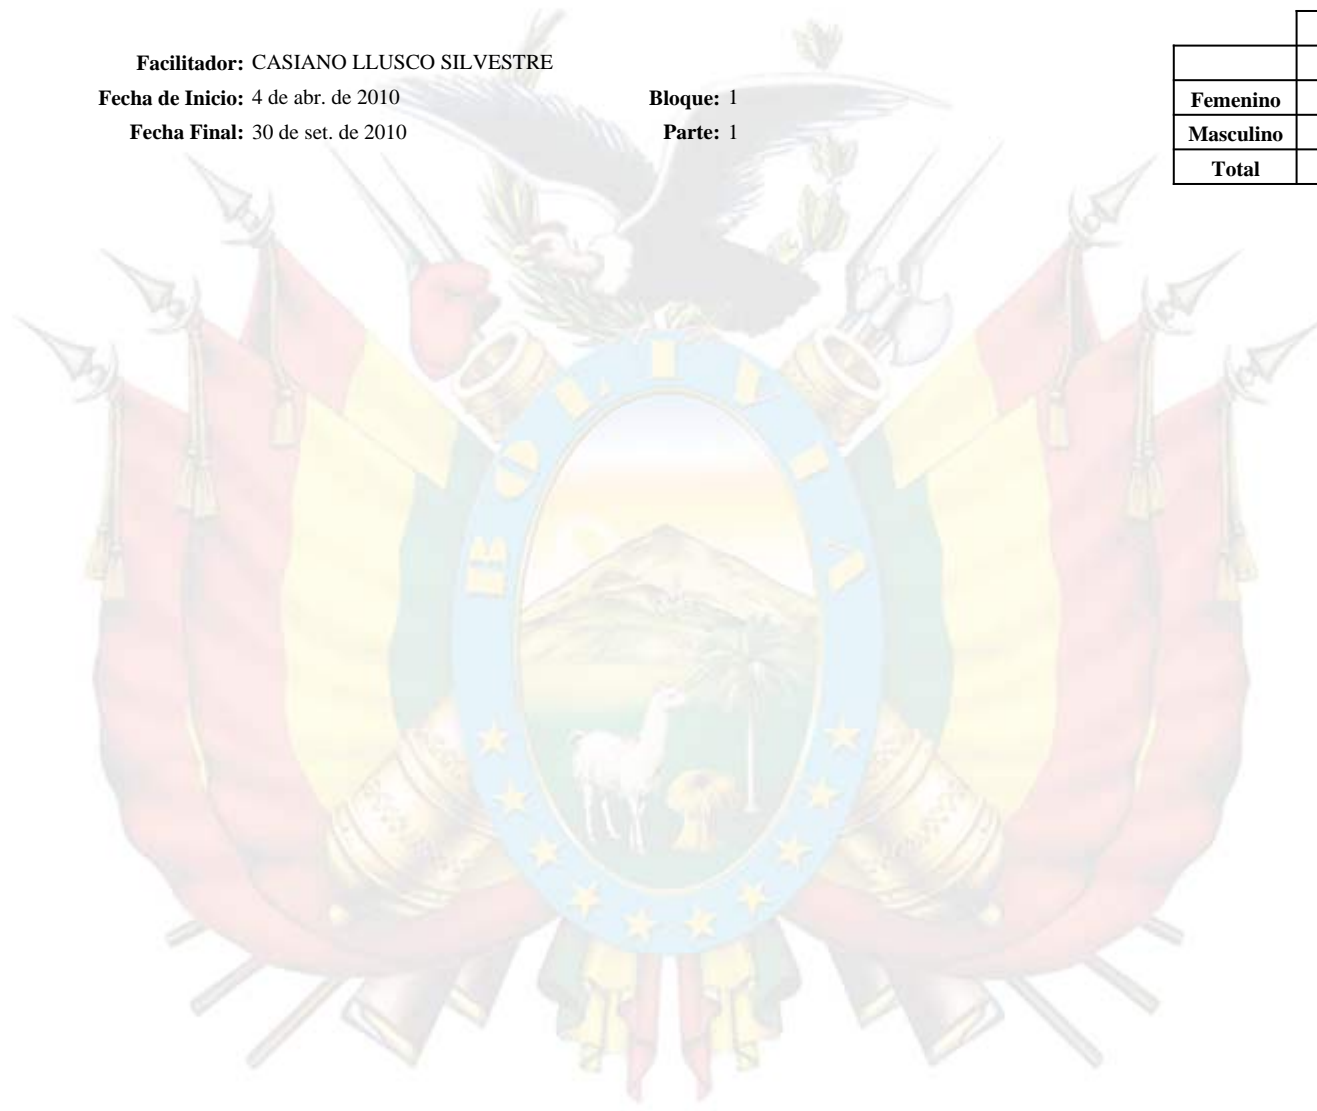 Facilitador: CASIANO LLUSCO SILVESTRE
Fecha de Inicio: 4 de abr. de 2010 Bloque: 1
Fecha Final: 30 de set. de 2010 Parte: 1
Femenino
Masculino
Total
BOLIVIA